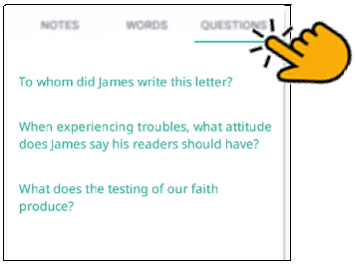 NOTES WORDS QUESTIONS
To whom did James write this letter?
When experiencing troubles, what attitude
does James say his readers should have?
What does the testing of our faith
produce?